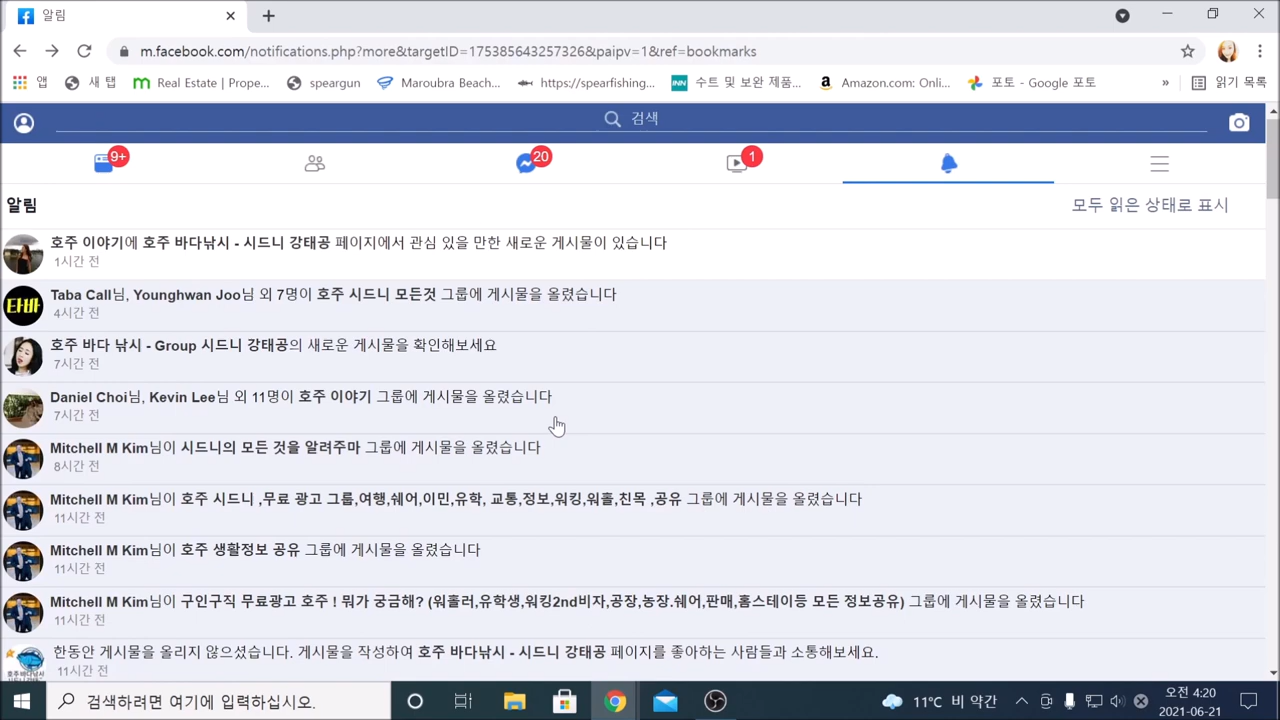 알림
m.facebook.com/notifications.php?more&targetID=175385643257326&paipv=1&ref=bookmarks
앱 새 탭 Real Estate | Prope... speargun Maroubra Beach... https://spearfishing... INN 수트 및 보완 제품... Amazon.com: Onli... 포토 - Google 포토 » 읽기 목록
검색
9+ 20 1
알림 모두 읽은 상태로 표시
호주 이야기에 호주 바다낚시 - 시드니 강태공 페이지에서 관심 있을 만한 새로운 게시물이 있습니다
1시간 전
타바 Taba Call님, Younghwan Joo님 외 7명이 호주 시드니 모든것 그룹에 게시물을 올렸습니다
4시간 전
호주 바다 낚시 - Group 시드니 강태공의 새로운 게시물을 확인해보세요
7시간 전
Daniel Choi님, Kevin Lee님 외 11명이 호주 이야기 그룹에 게시물을 올렸습니다
7시간 전
Mitchell M Kim님이 시드니의 모든 것을 알려주마 그룹에 게시물을 올렸습니다
8시간 전
Mitchell M Kim님이 호주 시드니 ,무료 광고 그룹,여행,쉐어,이민,유학, 교통,정보,워킹,워홀,친목 ,공유 그룹에 게시물을 올렸습니다
11시간 전
Mitchell M Kim님이 호주 생활정보 공유 그룹에 게시물을 올렸습니다
11시간 전
Mitchell M Kim님이 구인구직 무료광고 호주 ! 뭐가 궁금해? (워홀러,유학생,워킹2nd비자,공장,농장.쉐어,판매,홈스테이등 모든 정보공유) 그룹에 게시물을 올렸습니다
11시간 전
한동안 게시물을 올리지 않으셨습니다. 게시물을 작성하여 호주 바다낚시 - 시드니 강태공 페이지를 좋아하는 사람들과 소통해보세요.
호주 바다낚시 11시간 전
검색하려면 여기에 입력하십시오. 11°C 비 약간 오전 4:20
2021-06-21